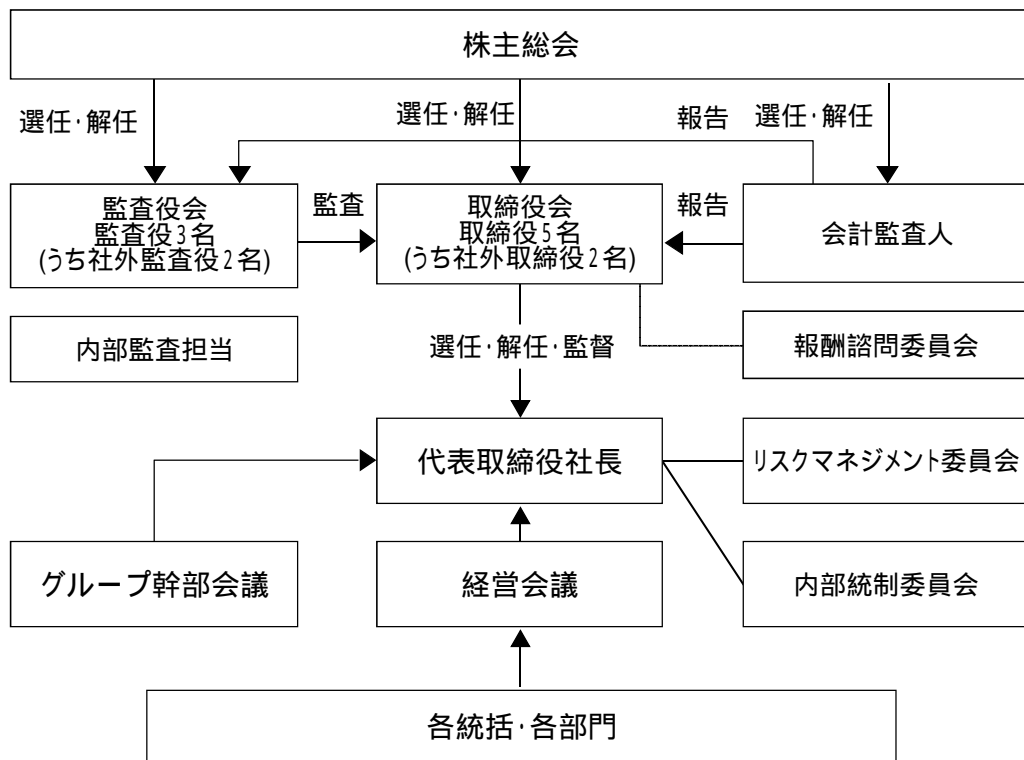 株主総会
選任・解任
選任・解任
報告
選任・解任
監査役会
監査役3名
(うち社外監査役2名)
監査
取締役会
取締役5名
(うち社外取締役2名)
報告
会計監査人
内部監査担当
選任・解任・監督
報酬諮問委員会
代表取締役社長
リスクマネジメント委員会
グループ幹部会議
経営会議
内部統制委員会
各統括・各部門